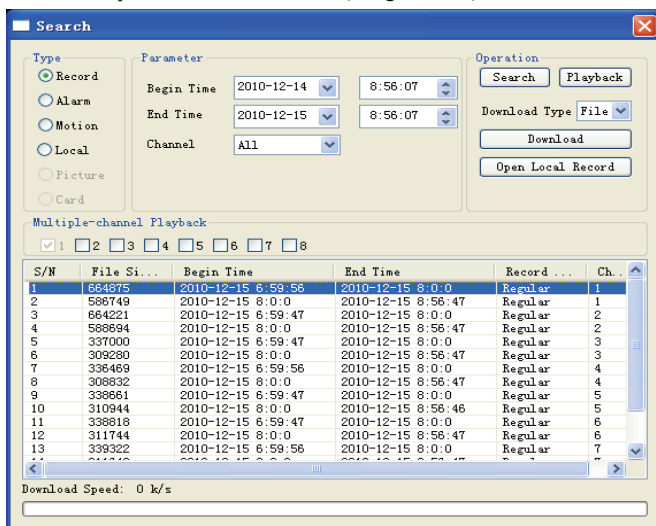 Search
Type
Record
Alarm
Motion
Local
Picture
Card
Parameter
Begin Time 2010-12-14 8:56:07
End Time 2010-12-15 8:56:07
Channel All
Operation
Search Playback
Download Type File
Download
Open Local Record
Multiple-channel Playback
1 2 3 4 5 6 7 8
S/N File Si... Begin Time End Time Record ... Ch..
1 664875 2010-12-15 6:59:56 2010-12-15 8:0:0 Regular 1
2 586749 2010-12-15 8:0:0 2010-12-15 8:56:47 Regular 1
3 664221 2010-12-15 6:59:47 2010-12-15 8:0:0 Regular 2
4 588694 2010-12-15 8:0:0 2010-12-15 8:56:47 Regular 2
5 337000 2010-12-15 6:59:47 2010-12-15 8:0:0 Regular 3
6 309280 2010-12-15 8:0:0 2010-12-15 8:56:47 Regular 3
7 336469 2010-12-15 6:59:56 2010-12-15 8:0:0 Regular 4
8 308832 2010-12-15 8:0:0 2010-12-15 8:56:47 Regular 4
9 338661 2010-12-15 6:59:47 2010-12-15 8:0:0 Regular 5
10 310944 2010-12-15 8:0:0 2010-12-15 8:56:46 Regular 5
11 338818 2010-12-15 6:59:47 2010-12-15 8:0:0 Regular 6
12 311744 2010-12-15 8:0:0 2010-12-15 8:56:47 Regular 6
13 339322 2010-12-15 6:59:56 2010-12-15 8:0:0 Regular 7
Download Speed: 0 k/s